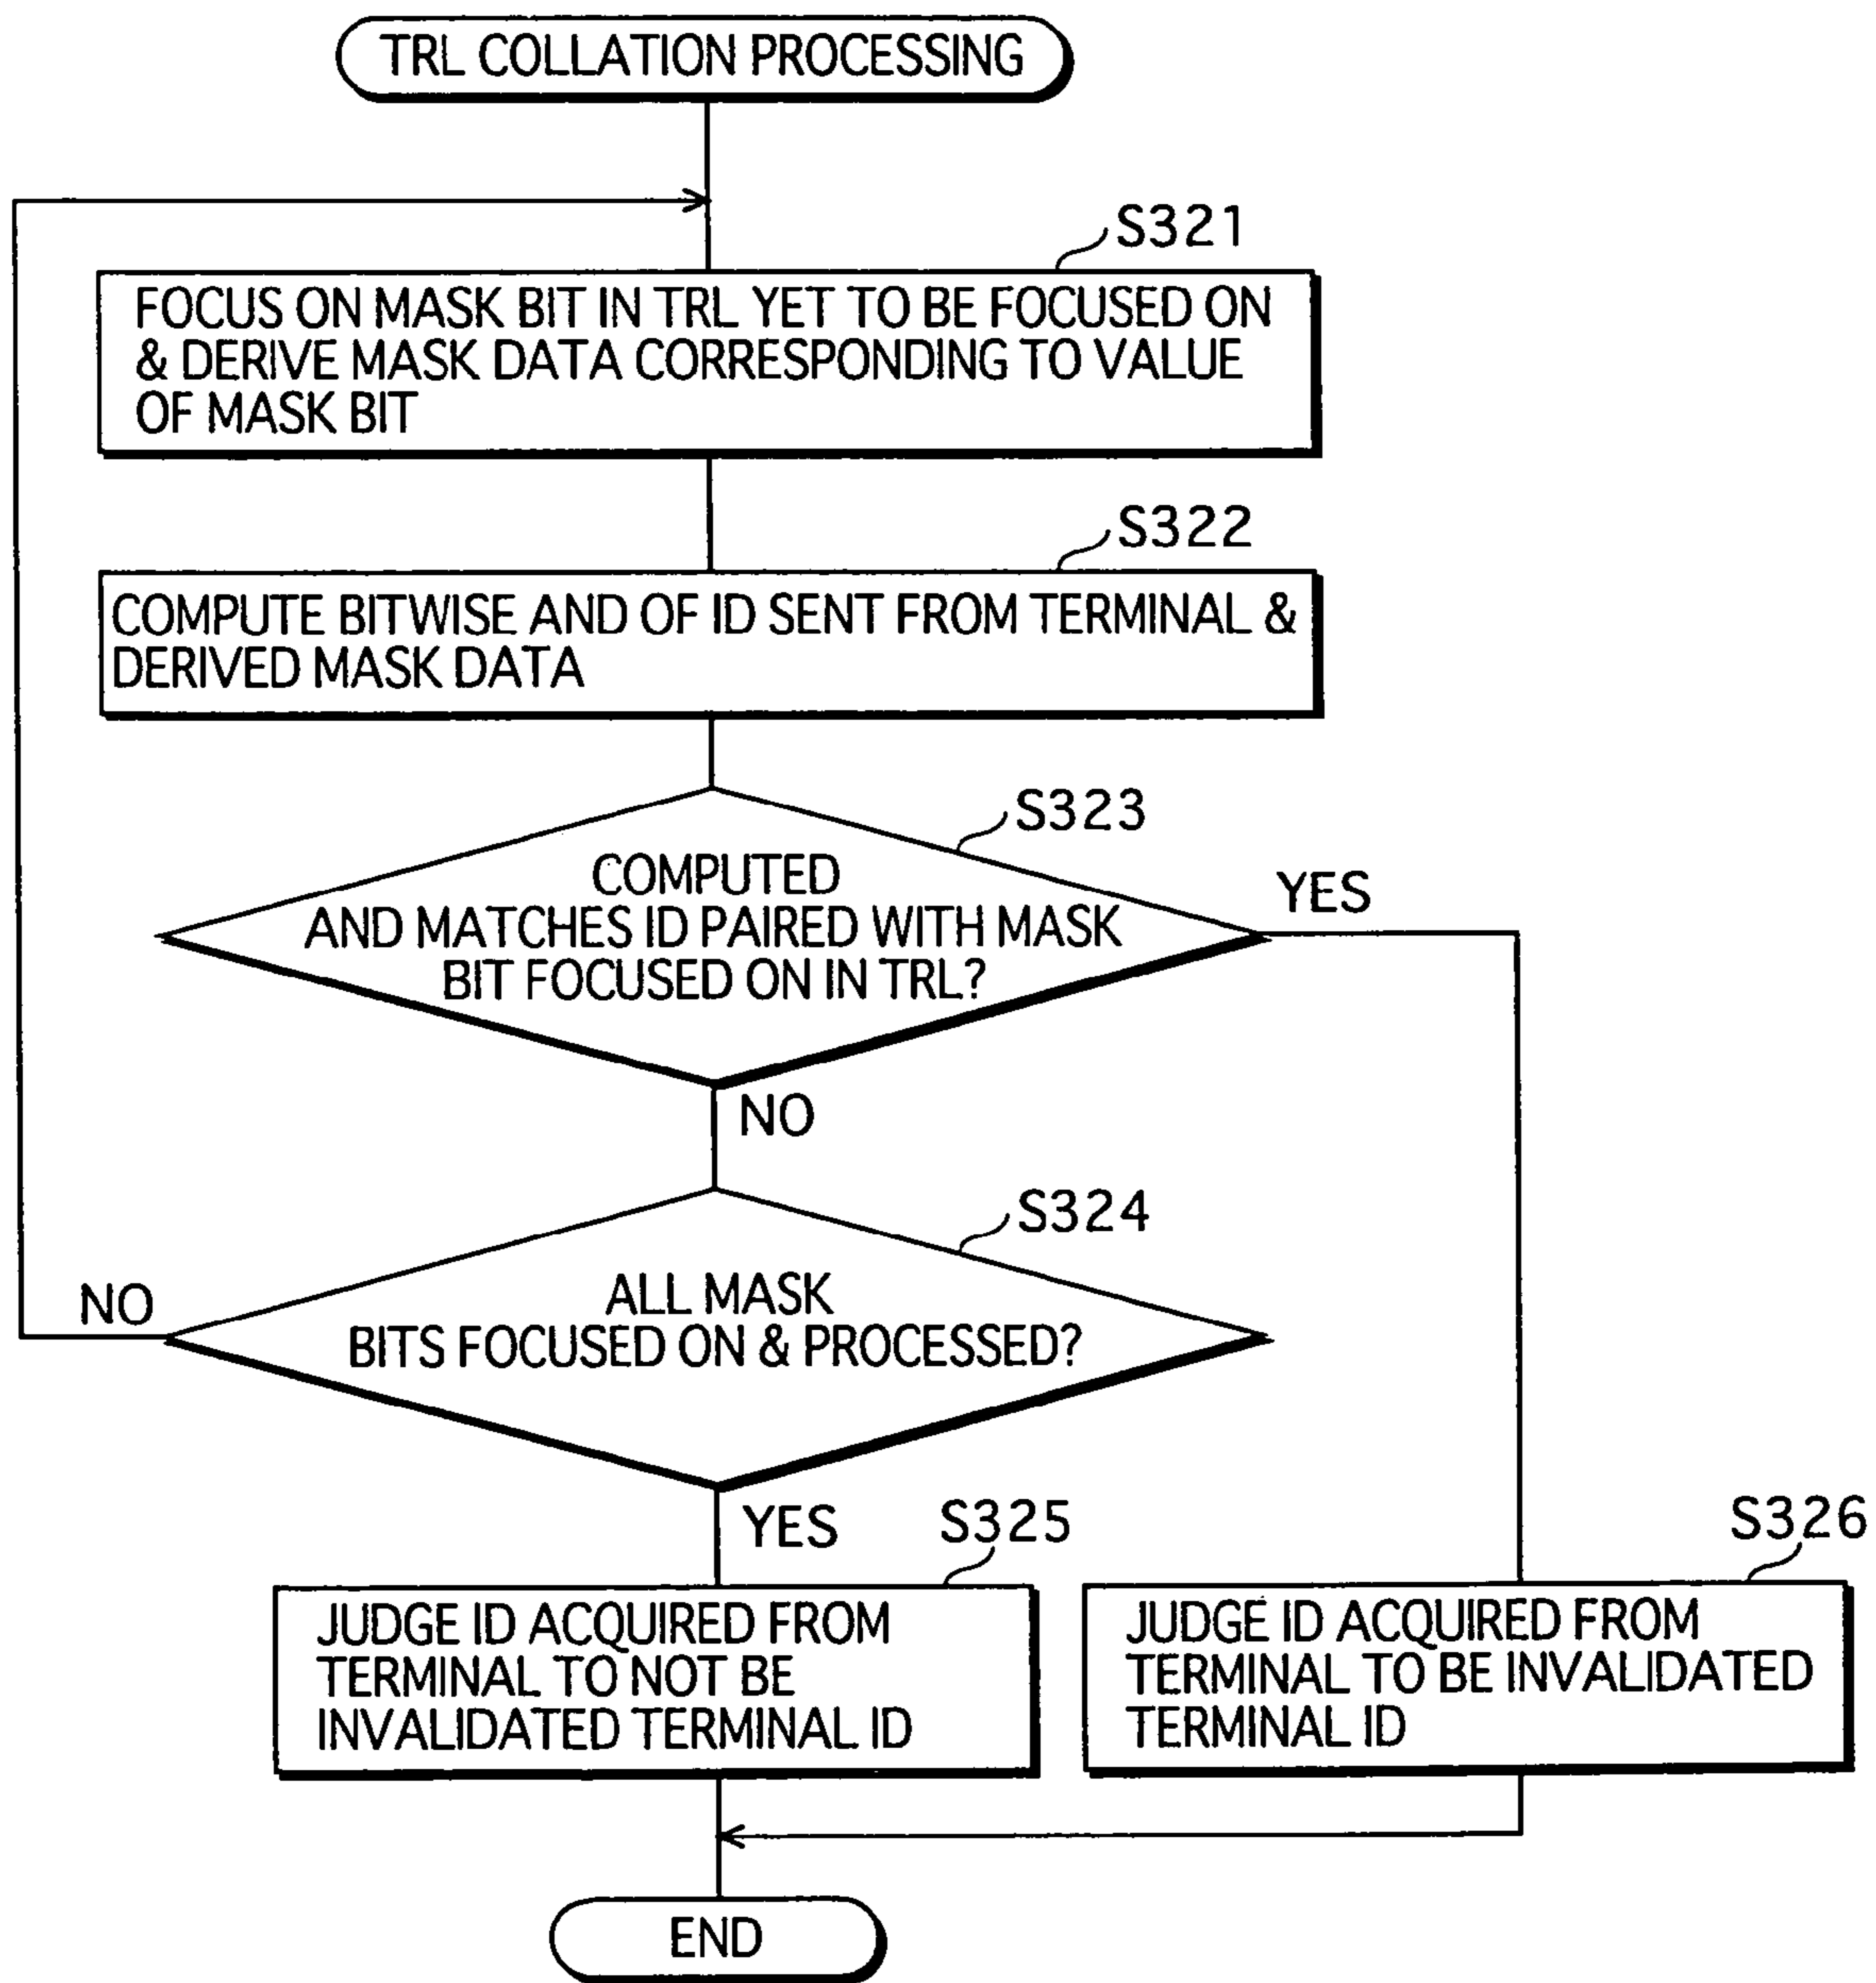 TRL COLLATION PROCESSING
S321
FOCUS ON MASK BIT IN TRL YET TO BE FOCUSED ON
& DERIVE MASK DATA CORRESPONDING TO VALUE
OF MASK BIT
S322
COMPUTE BITWISE AND OF ID SENT FROM TERMINAL &
DERIVED MASK DATA
S323
COMPUTED
AND MATCHES ID PAIRED WITH MASK
BIT FOCUSED ON IN TRL?
YES
NO
S324
ALL MASK
BITS FOCUSED ON & PROCESSED?
NO
YES
S325
JUDGE ID ACQUIRED FROM
TERMINAL TO NOT BE
INVALIDATED TERMINAL ID
S326
JUDGE ID ACQUIRED FROM
TERMINAL TO BE INVALIDATED
TERMINAL ID
END